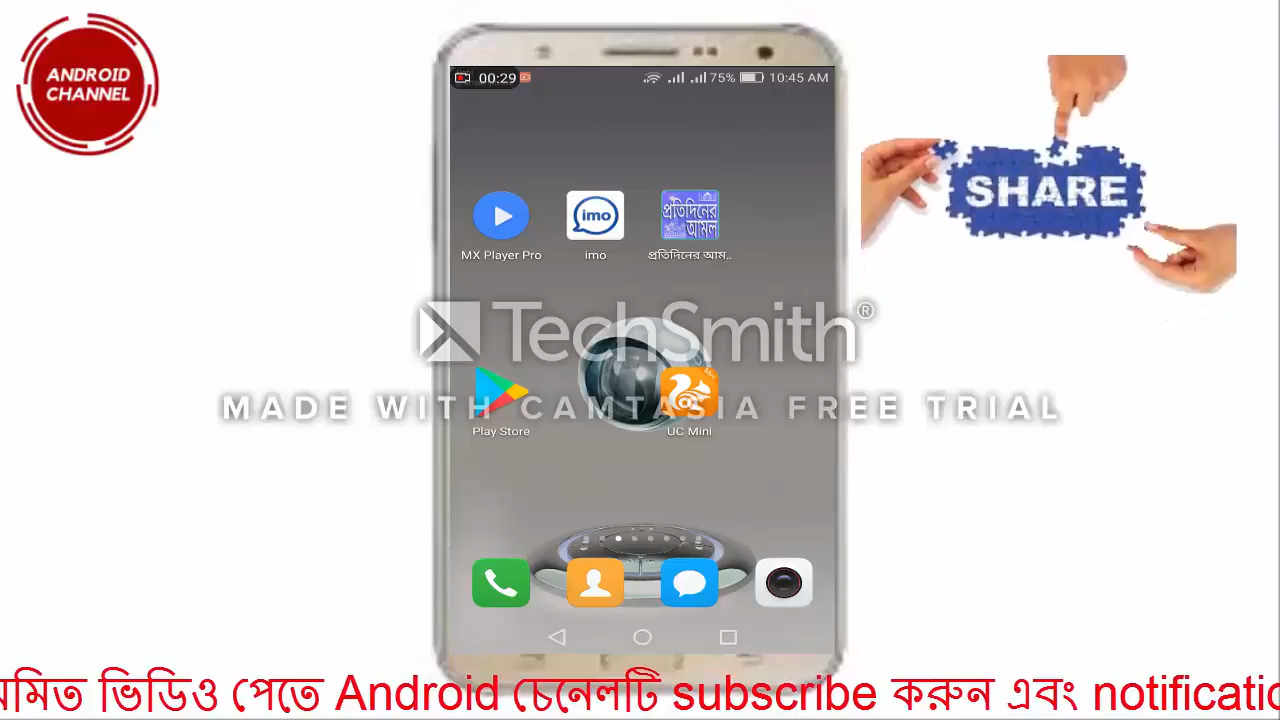 ANDROID
CHANNEL
00:29
75%
10:45 AM
SHARE
MX Player Pro
imo
imo
প্রতিদিনের
আমল
প্রতিদিনের আম..
TechSmith®
MADE WITH CAMTASIA FREE TRIAL
Play Store
UC Mini
ভিডিও পেতে Android চেনেলটি subscribe করুন এবং